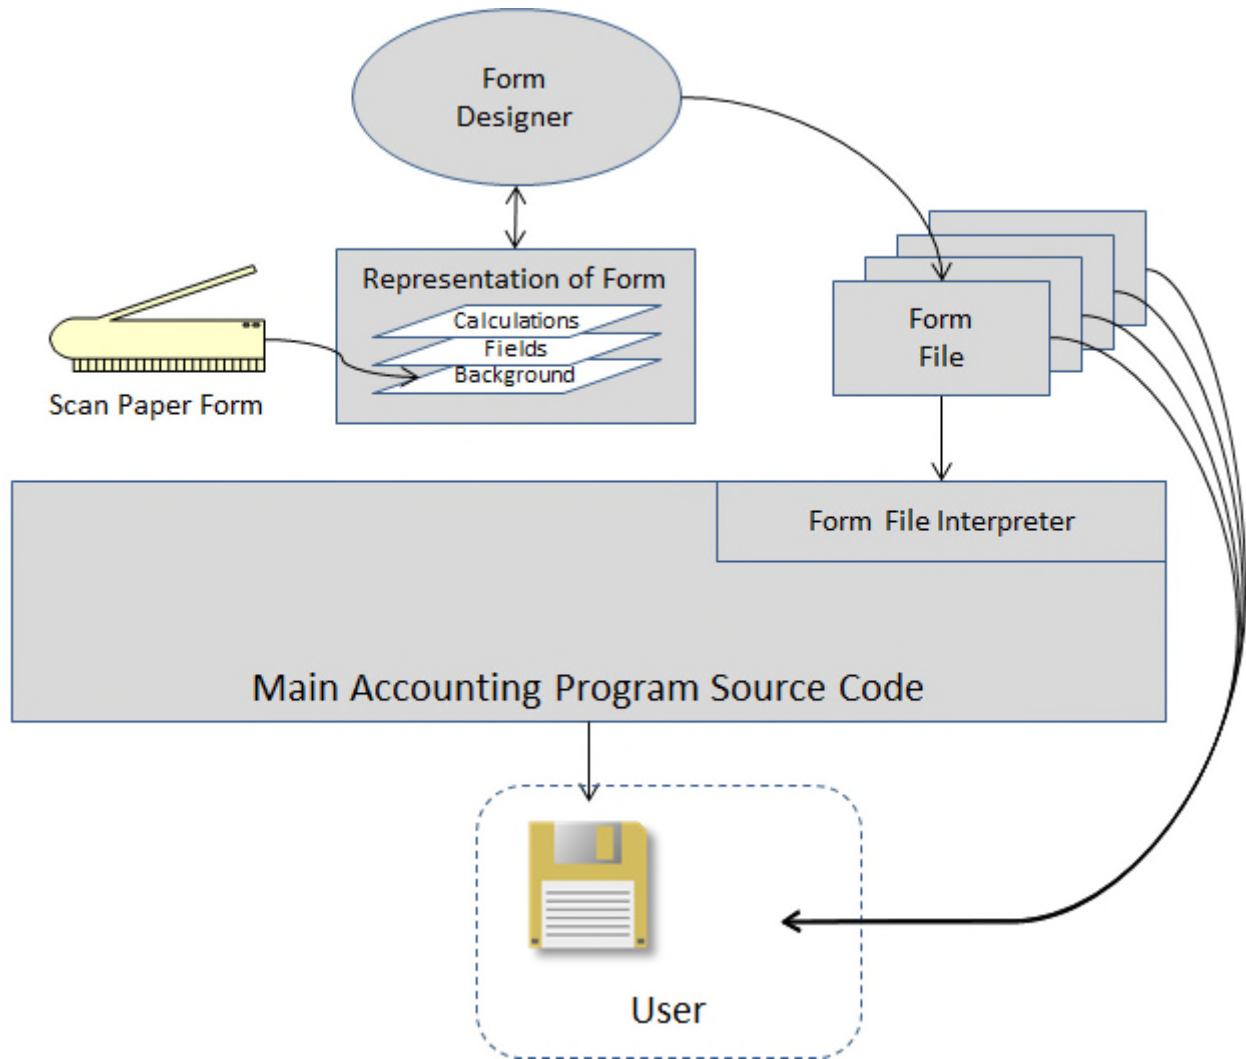 Form
Designer
Representation of Form
Calculations
Fields
Background
Scan Paper Form
Form
File
Form File Interpreter
Main Accounting Program Source Code
User